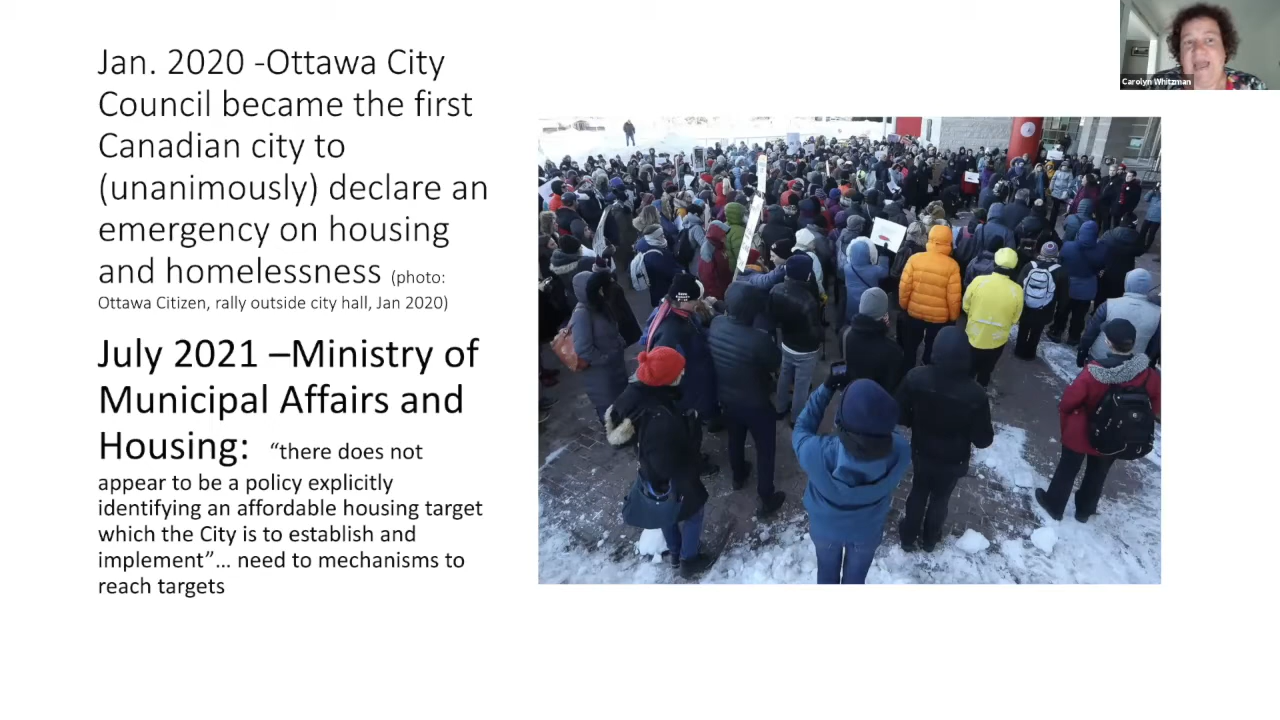 Jan. 2020 -Ottawa City
Council became the first
Canadian city to
(unanimously) declare an
emergency on housing
and homelessness (photo:
Ottawa Citizen, rally outside city hall, Jan 2020)
July 2021 –Ministry of
Municipal Affairs and
Housing: “there does not
appear to be a policy explicitly
identifying an affordable housing target
which the City is to establish and
implement”… need to mechanisms to
reach targets
Carolyn Whitzman